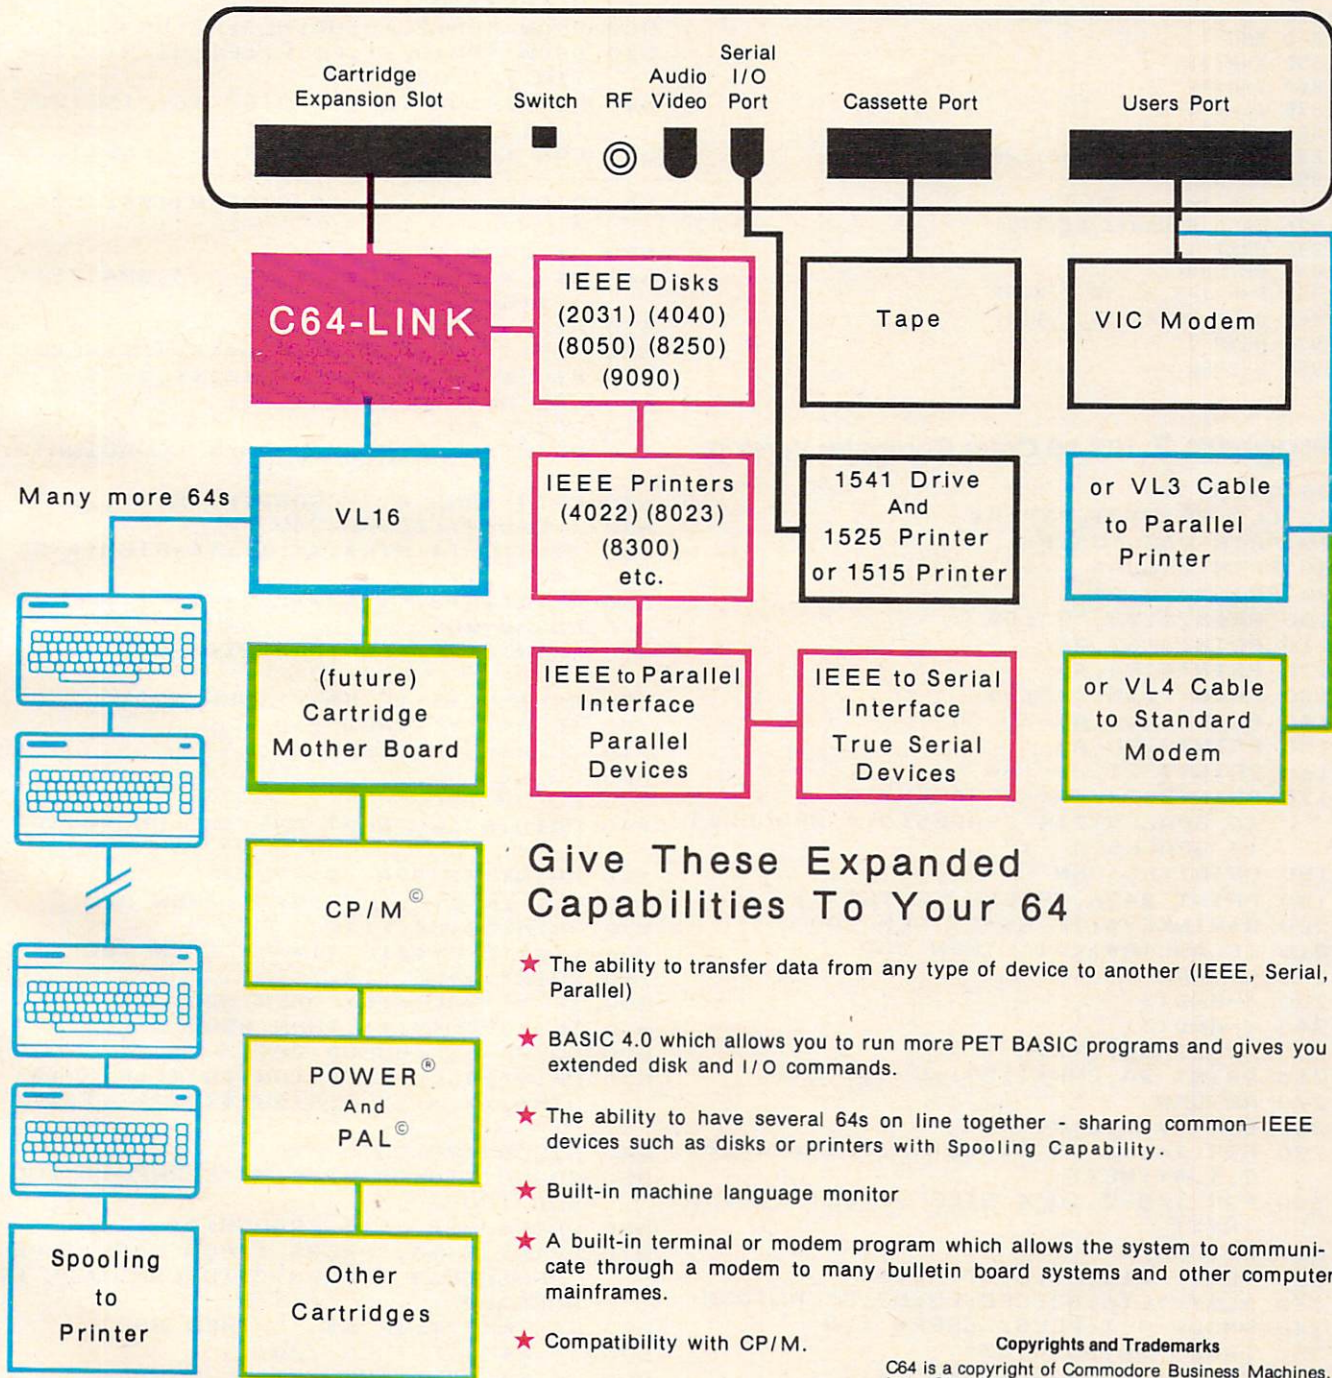 Cartridge
Expansion Slot
Switch
RF
Audio
Video
Serial
I/O
Port
Cassette Port
Users Port
C64-LINK
IEEE Disks
(2031) (4040)
(8050) (8250)
(9090)
Tape
VIC Modem
Many more 64s
VL16
IEEE Printers
(4022) (8023)
(8300)
etc.
1541 Drive
And
1525 Printer
or 1515 Printer
or VL3 Cable
to Parallel
Printer
(future)
Cartridge
Mother Board
IEEE to Parallel
Interface
Parallel
Devices
IEEE to Serial
Interface
True Serial
Devices
or VL4 Cable
to Standard
Modem
CP/M©
POWER®
And
PAL©
Other
Cartridges
Spooling
to
Printer
Give These Expanded
Capabilities To Your 64
★ The ability to transfer data from any type of device to another (IEEE, Serial,
Parallel)
★ BASIC 4.0 which allows you to run more PET BASIC programs and gives you
extended disk and I/O commands.
★ The ability to have several 64s on line together - sharing common IEEE
devices such as disks or printers with Spooling Capability.
★ Built-in machine language monitor
★ A built-in terminal or modem program which allows the system to communi-
cate through a modem to many bulletin board systems and other computer
mainframes.
★ Compatibility with CP/M.
Copyrights and Trademarks
C64 is a copyright of Commodore Business Machines,